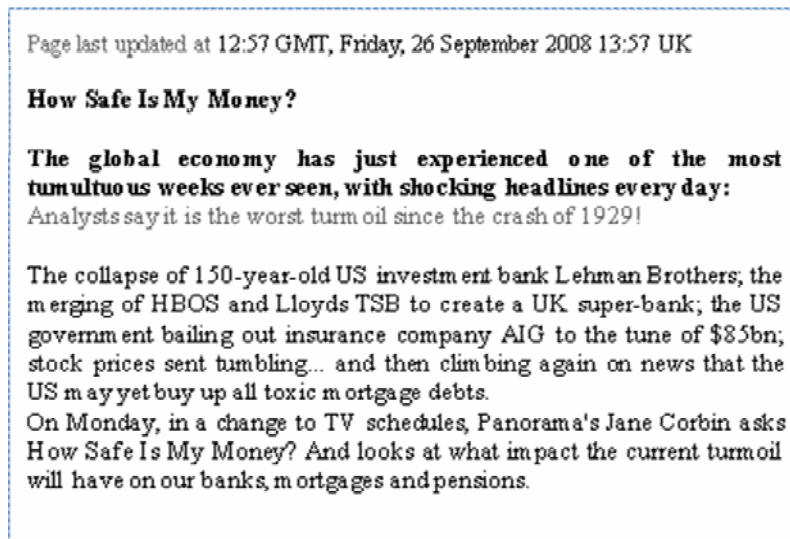 Page last updated at 12:57 GMT, Friday, 26 September 2008 13:57 UK
How Safe Is My Money?
The global economy has just experienced one of the most
tumultuous weeks ever seen, with shocking headlines every day:
Analysts say it is the worst turmoil since the crash of 1929!
The collapse of 150-year-old US investment bank Lehman Brothers; the
merging of HBOS and Lloyds TSB to create a UK super-bank; the US
government bailing out insurance company AIG to the tune of $85bn;
stock prices sent tumbling... and then climbing again on news that the
US may yet buy up all toxic mortgage debts.
On Monday, in a change to TV schedules, Panorama's Jane Corbin asks
How Safe Is My Money? And looks at what impact the current turmoil
will have on our banks, mortgages and pensions.